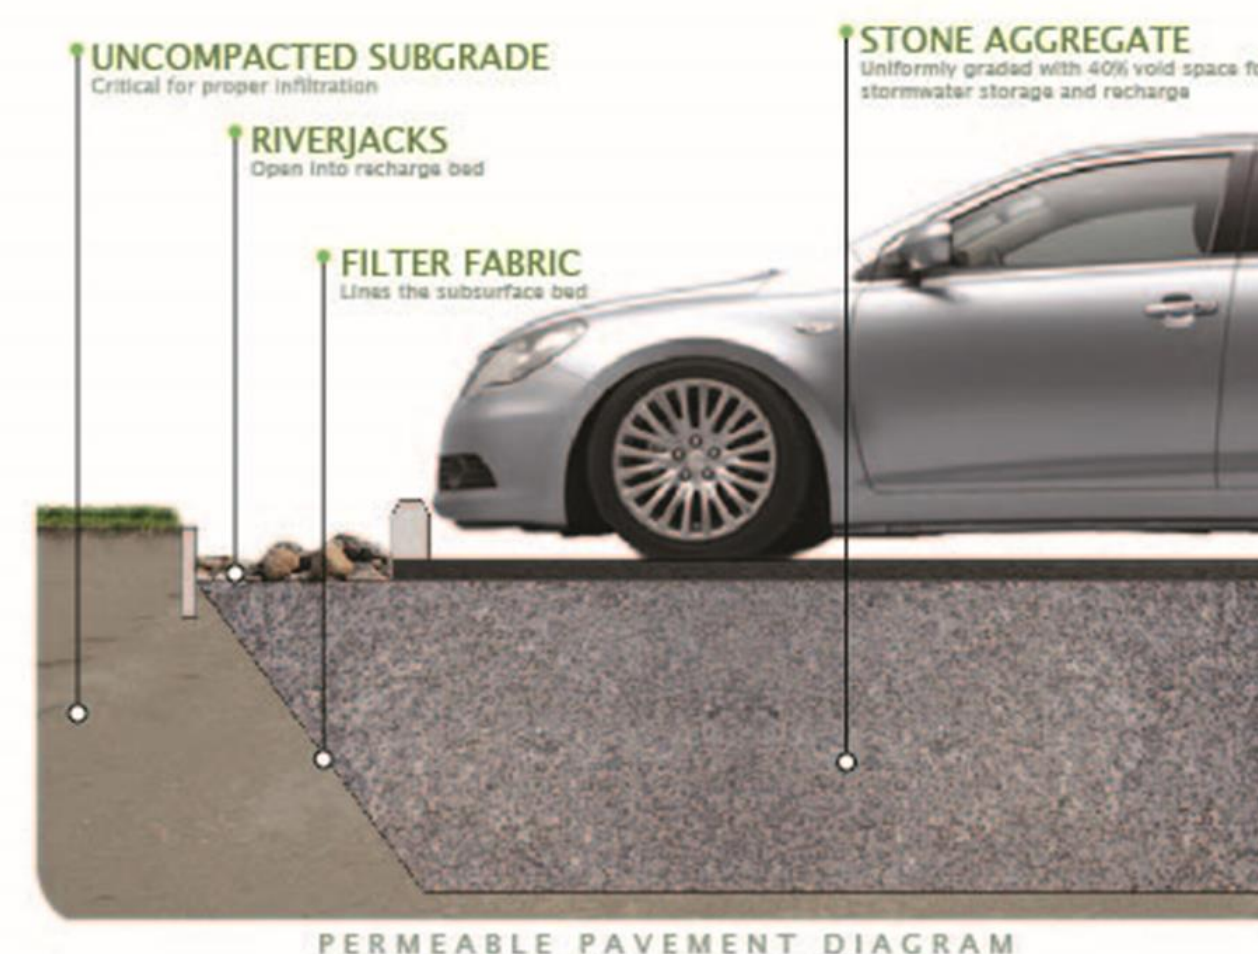 UNCOMPACTED SUBGRADE
Critical for proper infiltration
RIVERJACKS
Open into recharge bed
FILTER FABRIC
Lines the subsurface bed
STONE AGGREGATE
Uniformly graded with 40% void space
stormwater storage and recharge
PERMEABLE PAVEMENT DIAGRAM